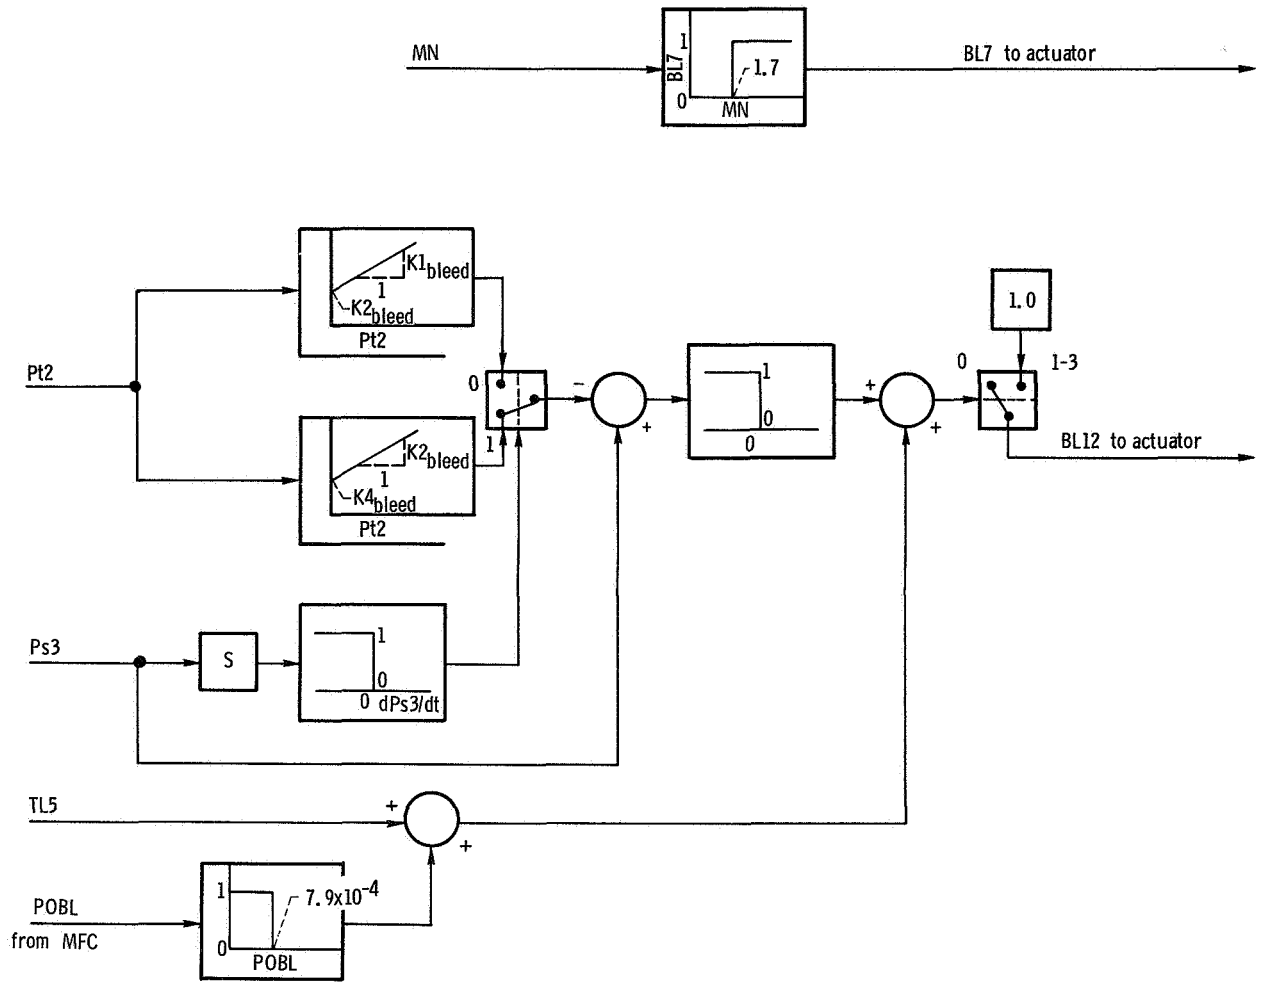 MN
BL7
1
0
1.7
MN
BL7 to actuator
K1bleed
1
K2bleed
Pt2
1.0
Pt2
0
1
-
+
1
0
0
+
+
0
1-3
BL12 to actuator
K2bleed
1
K4bleed
Pt2
Ps3
S
1
0
0 dPs3/dt
TL5
+
+
POBL
from MFC
1
0
7.9x10-4
POBL